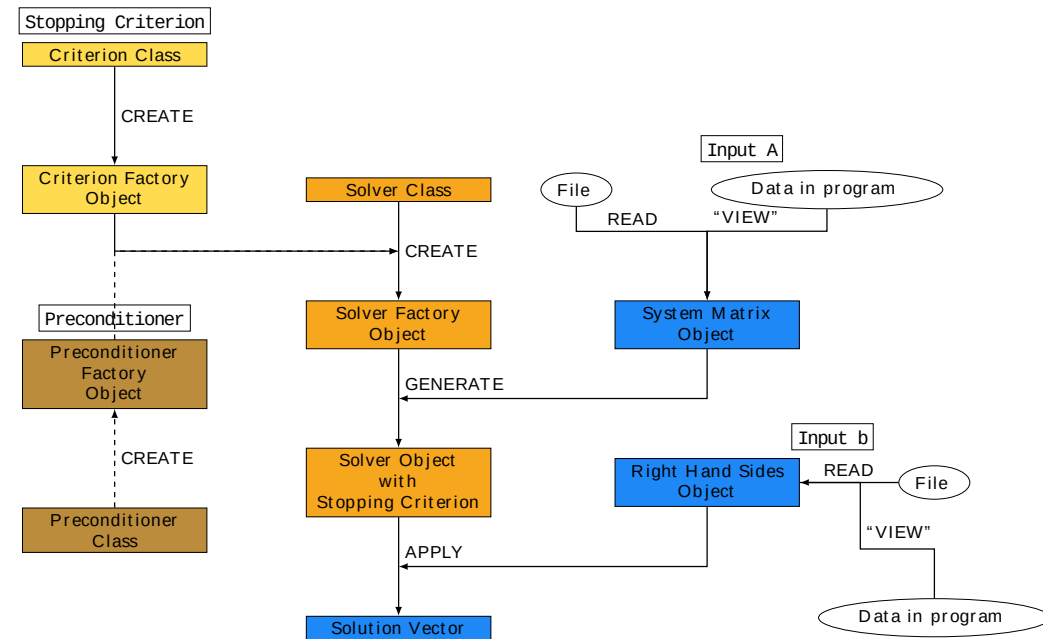 Stopping Criterion
Criterion Class
CREATE
Criterion Factory
Object
Solver Class
Input A
File
Data in program
READ
“VIEW”
CREATE
Preconditioner
Preconditioner
Factory
Object
Solver Factory
Object
System Matrix
Object
GENERATE
CREATE
Preconditioner
Class
Solver Object
with
Stopping Criterion
Input b
Right Hand Sides
Object
READ
File
“VIEW”
APPLY
Data in program
Solution Vector